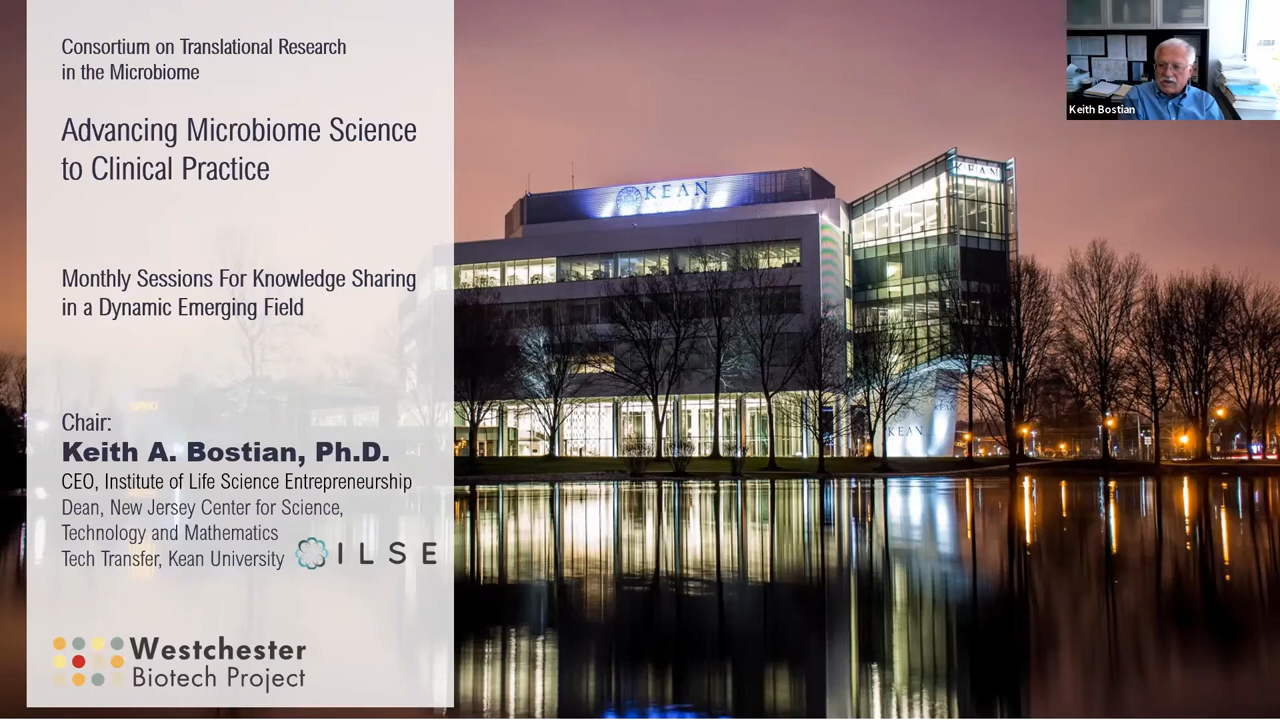 Consortium on Translational Research
in the Microbiome
Advancing Microbiome Science
to Clinical Practice
Monthly Sessions For Knowledge Sharing
in a Dynamic Emerging Field
Chair:
Keith A. Bostian, Ph.D.
CEO, Institute of Life Science Entrepreneurship
Dean, New Jersey Center for Science,
Technology and Mathematics
Tech Transfer, Kean University
ILSE
Westchester
Biotech Project
KEAN
KEAN
KEAN
Keith Bostian